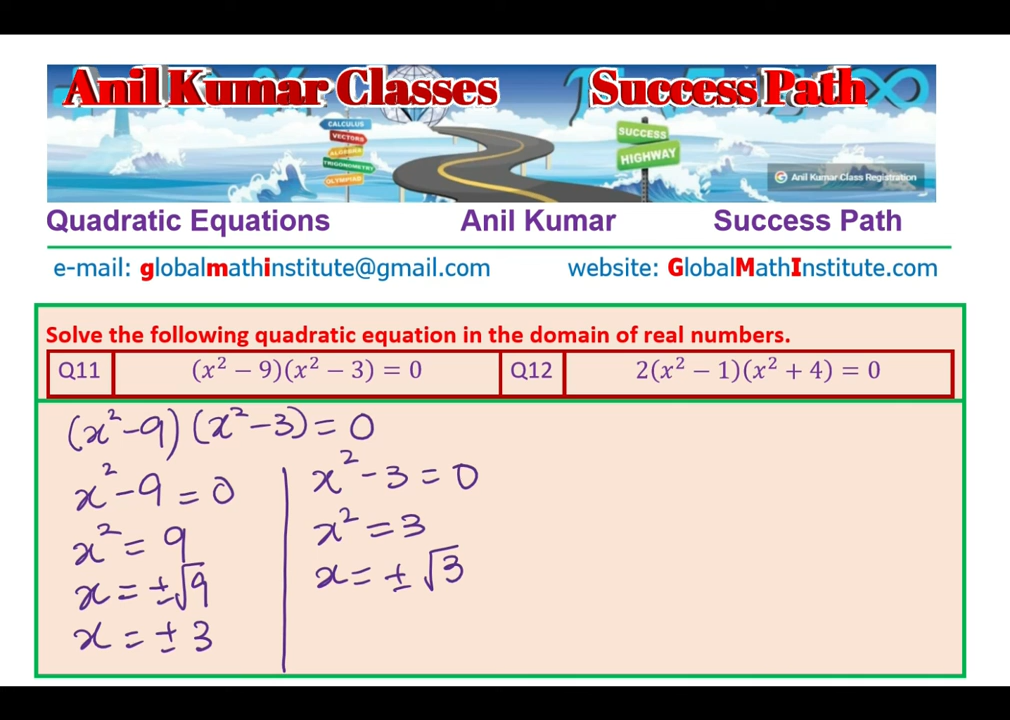 Anil Kumar Classes Success Path
CALCULUS
VECTORS
ALGEBRA
TRIGONOMETRY
OLYMPIAD
SUCCESS
HIGHWAY
Anil Kumar Class Registration
Quadratic Equations Anil Kumar Success Path
e-mail: globalmathinstitute@gmail.com website: GlobalMathInstitute.com
Solve the following quadratic equation in the domain of real numbers.
Q11 (x² − 9)(x² − 3) = 0 Q12 2(x² − 1)(x² + 4) = 0
(x²-9) (x²-3) = 0
x²-9 = 0
x² = 9
x = ±√9
x = ± 3
x²-3 = 0
x² = 3
x = ± √3